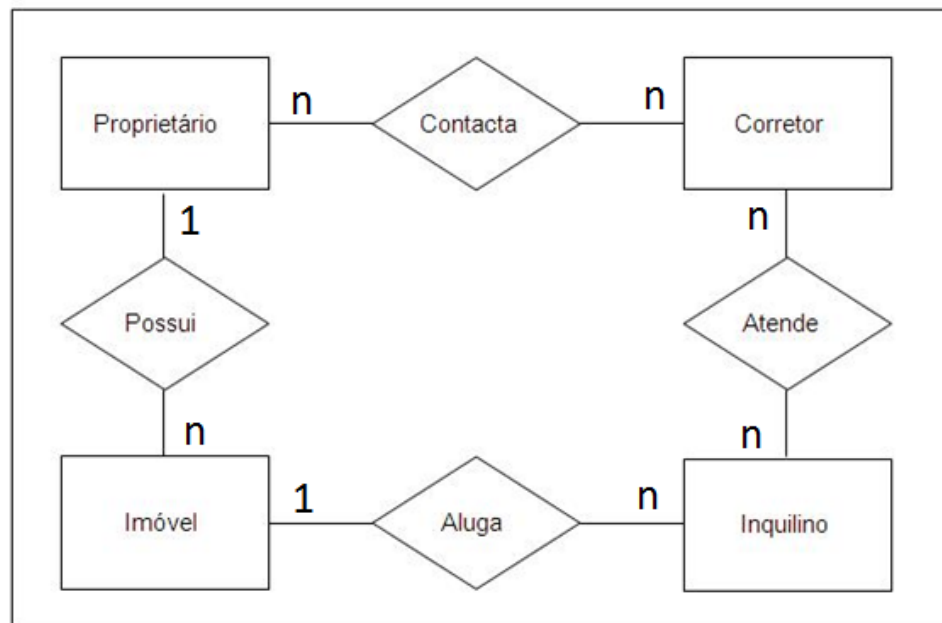 Proprietário
n
Contacta
n
Corretor
1
n
Possui
Atende
n
n
Imóvel
1
Aluga
n
Inquilino